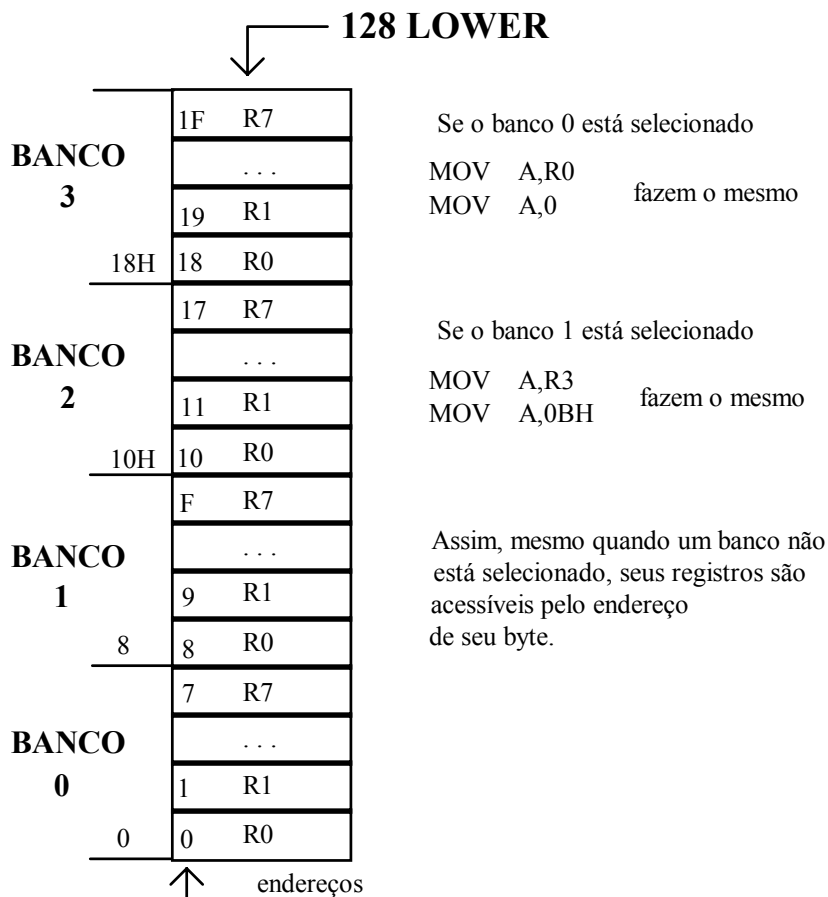 128 LOWER
1F R7
BANCO
3
. . .
19 R1
18H 18 R0
17 R7
BANCO
2
. . .
11 R1
10H 10 R0
F R7
BANCO
1
. . .
9 R1
8 8 R0
7 R7
BANCO
0
. . .
1 R1
0 0 R0
endereços
Se o banco 0 está selecionado
MOV A,R0
MOV A,0
fazem o mesmo
Se o banco 1 está selecionado
MOV A,R3
MOV A,0BH
fazem o mesmo
Assim, mesmo quando um banco não
está selecionado, seus registros são
acessíveis pelo endereço
de seu byte.